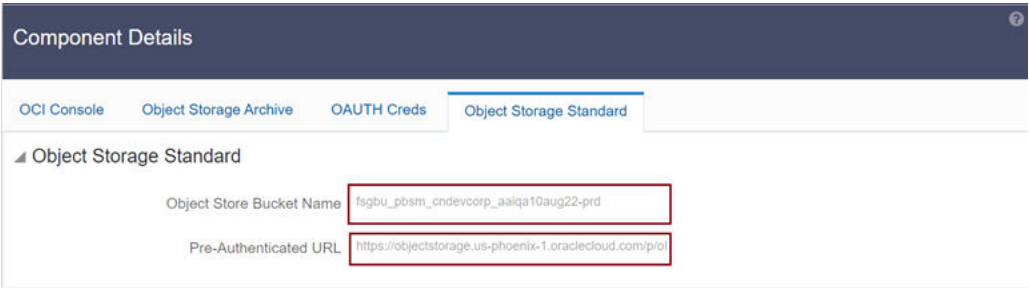 Component Details
OCI Console Object Storage Archive OAUTH Creds Object Storage Standard
Object Storage Standard
Object Store Bucket Name fsgbu_pbsm_cndevcorp_aaiqa10aug22-prd
Pre-Authenticated URL https://objectstorage.us-phoenix-1.oraclecloud.com/p/ol